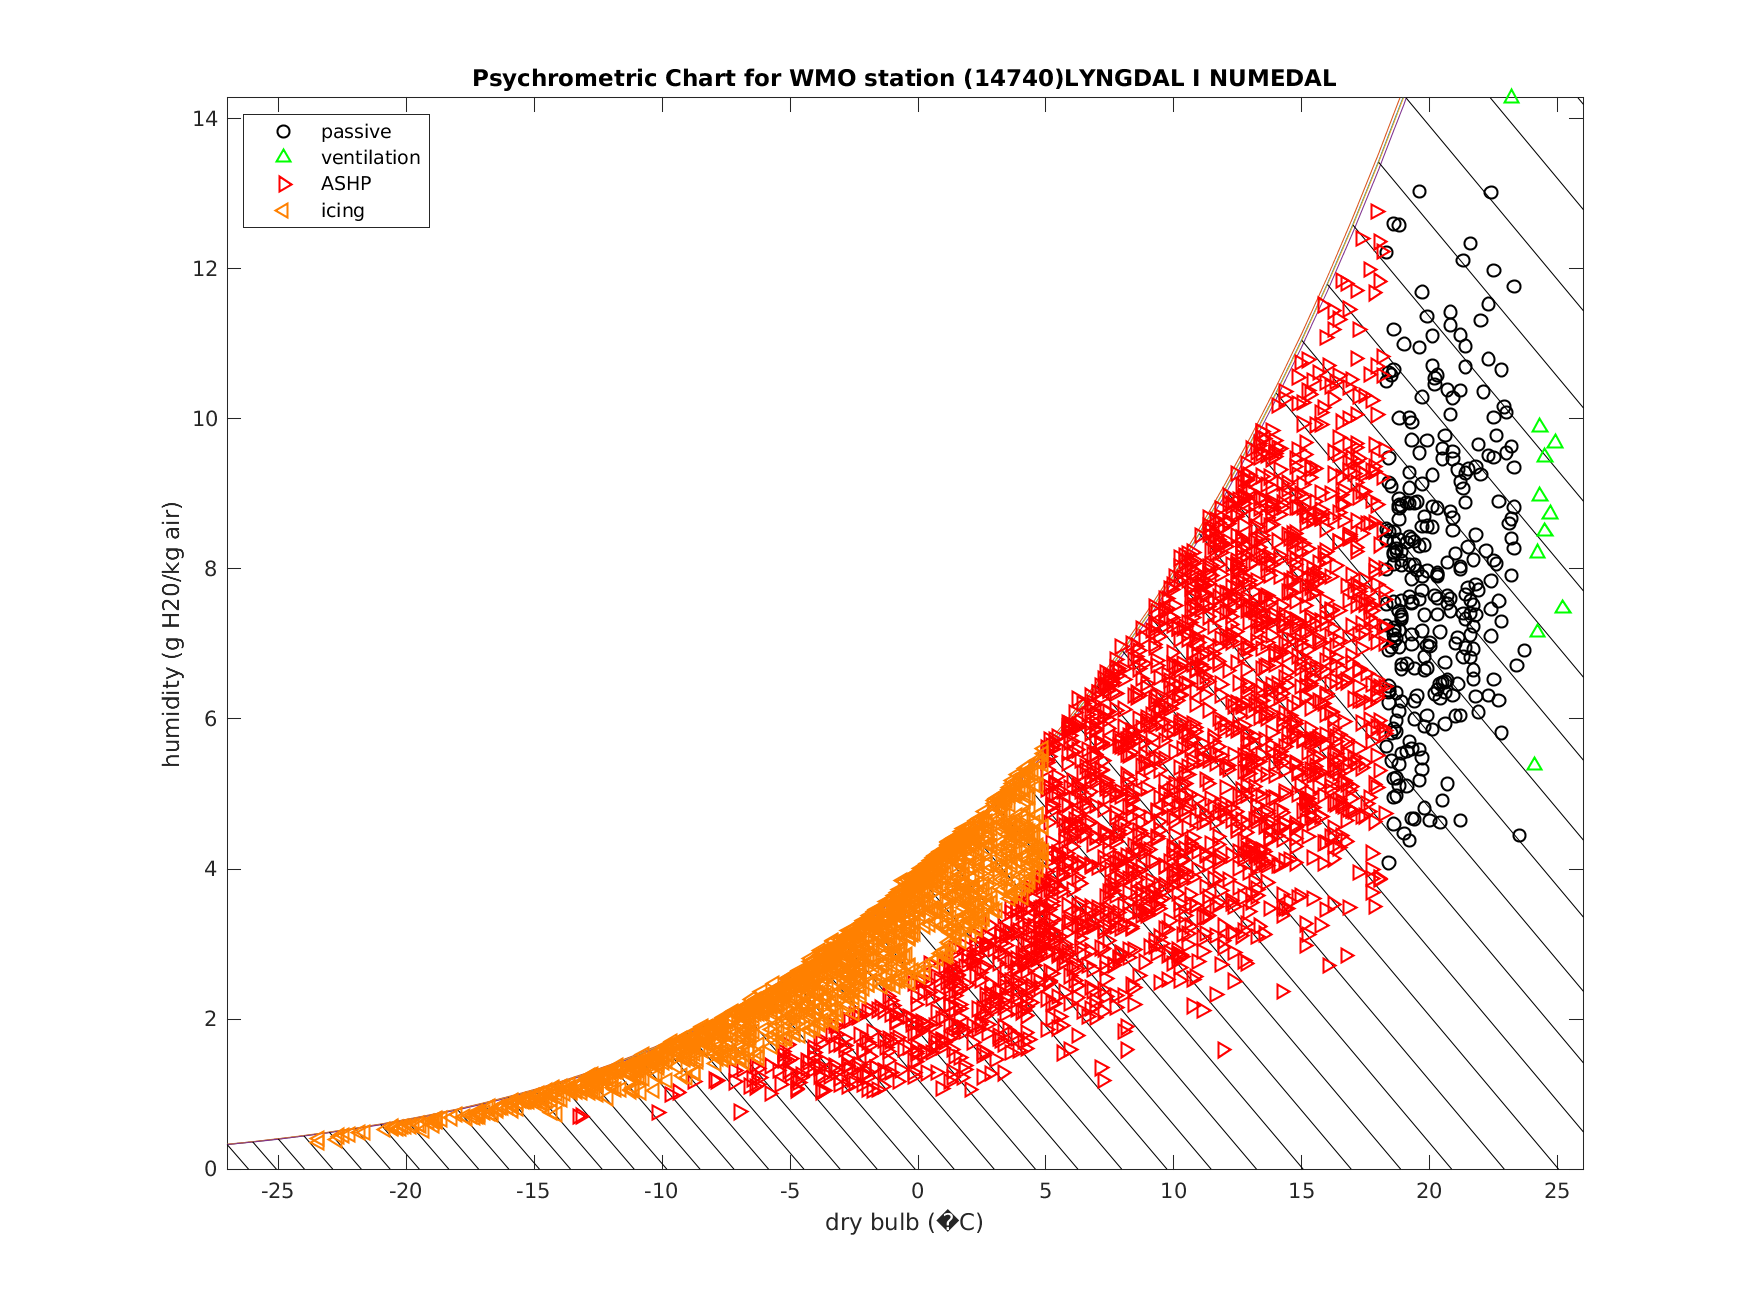 Psychrometric Chart for WMO station (14740)LYNGDAL I NUMEDAL
passive
ventilation
ASHP
icing
14
12
10
8
6
4
2
0
humidity (g H20/kg air)
-25 -20 -15 -10 -5 0 5 10 15 20 25
dry bulb (�C)